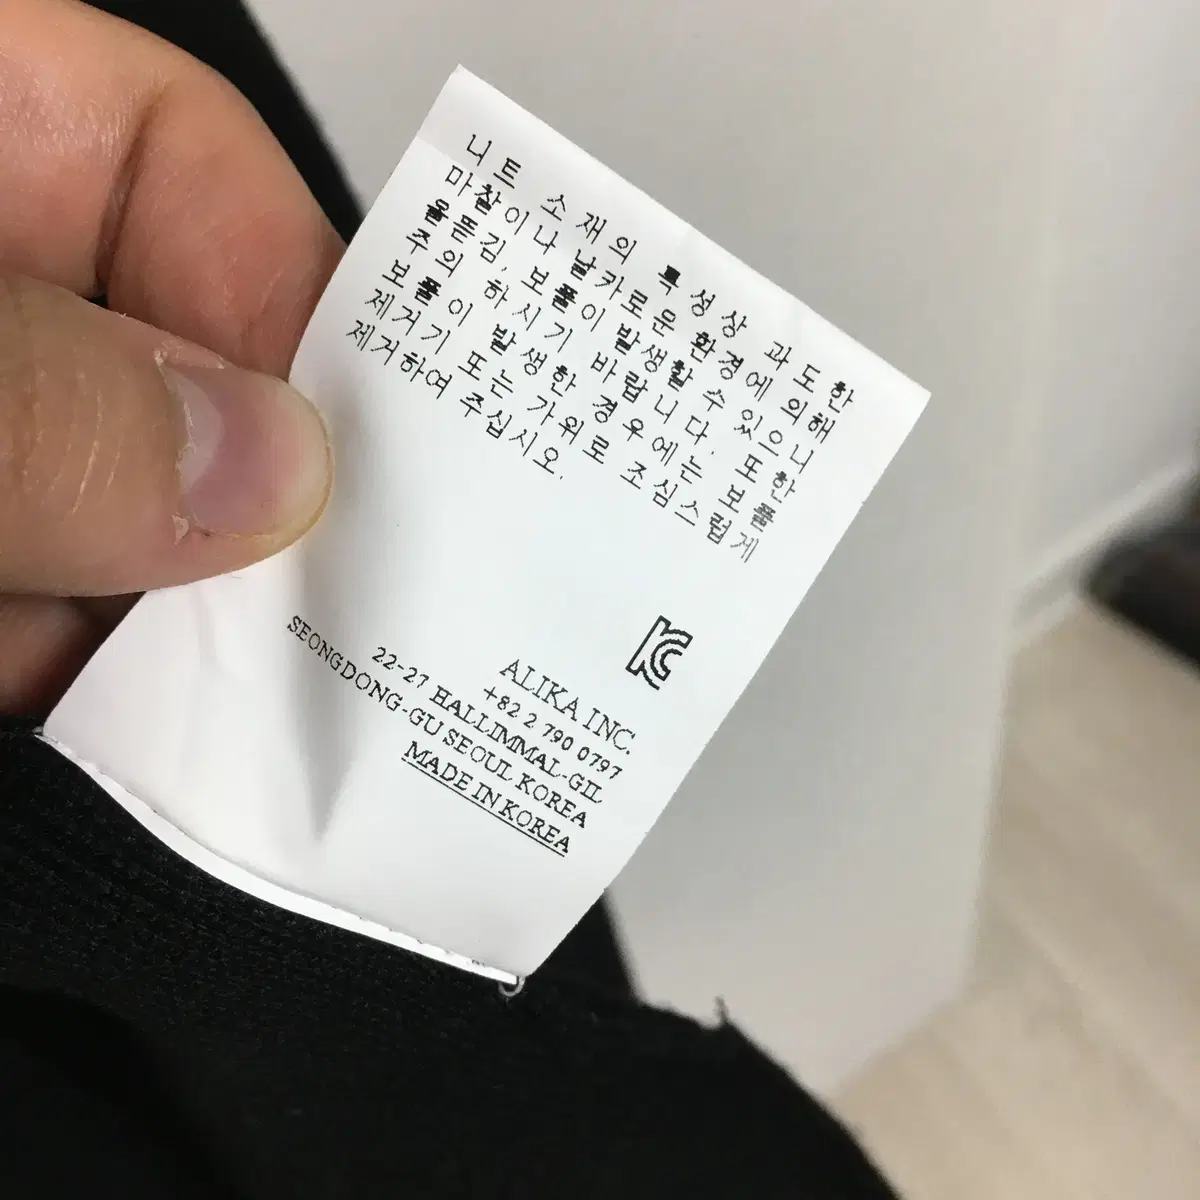 니트 소재의 특성상 과도한
마찰이나 날카로운 환경에 의해
올뜯김, 보풀이 발생할 수 있으니
주의 하시기 바랍니다. 또한
보풀이 발생한 경우에는 보풀
제거기 또는 가위로 조심스럽게
제거하여 주십시오.
KC
ALIKA INC.
+82 2 790 0797
22-27 HALLIMMAL-GIL
SEONGDONG-GU SEOUL KOREA
MADE IN KOREA